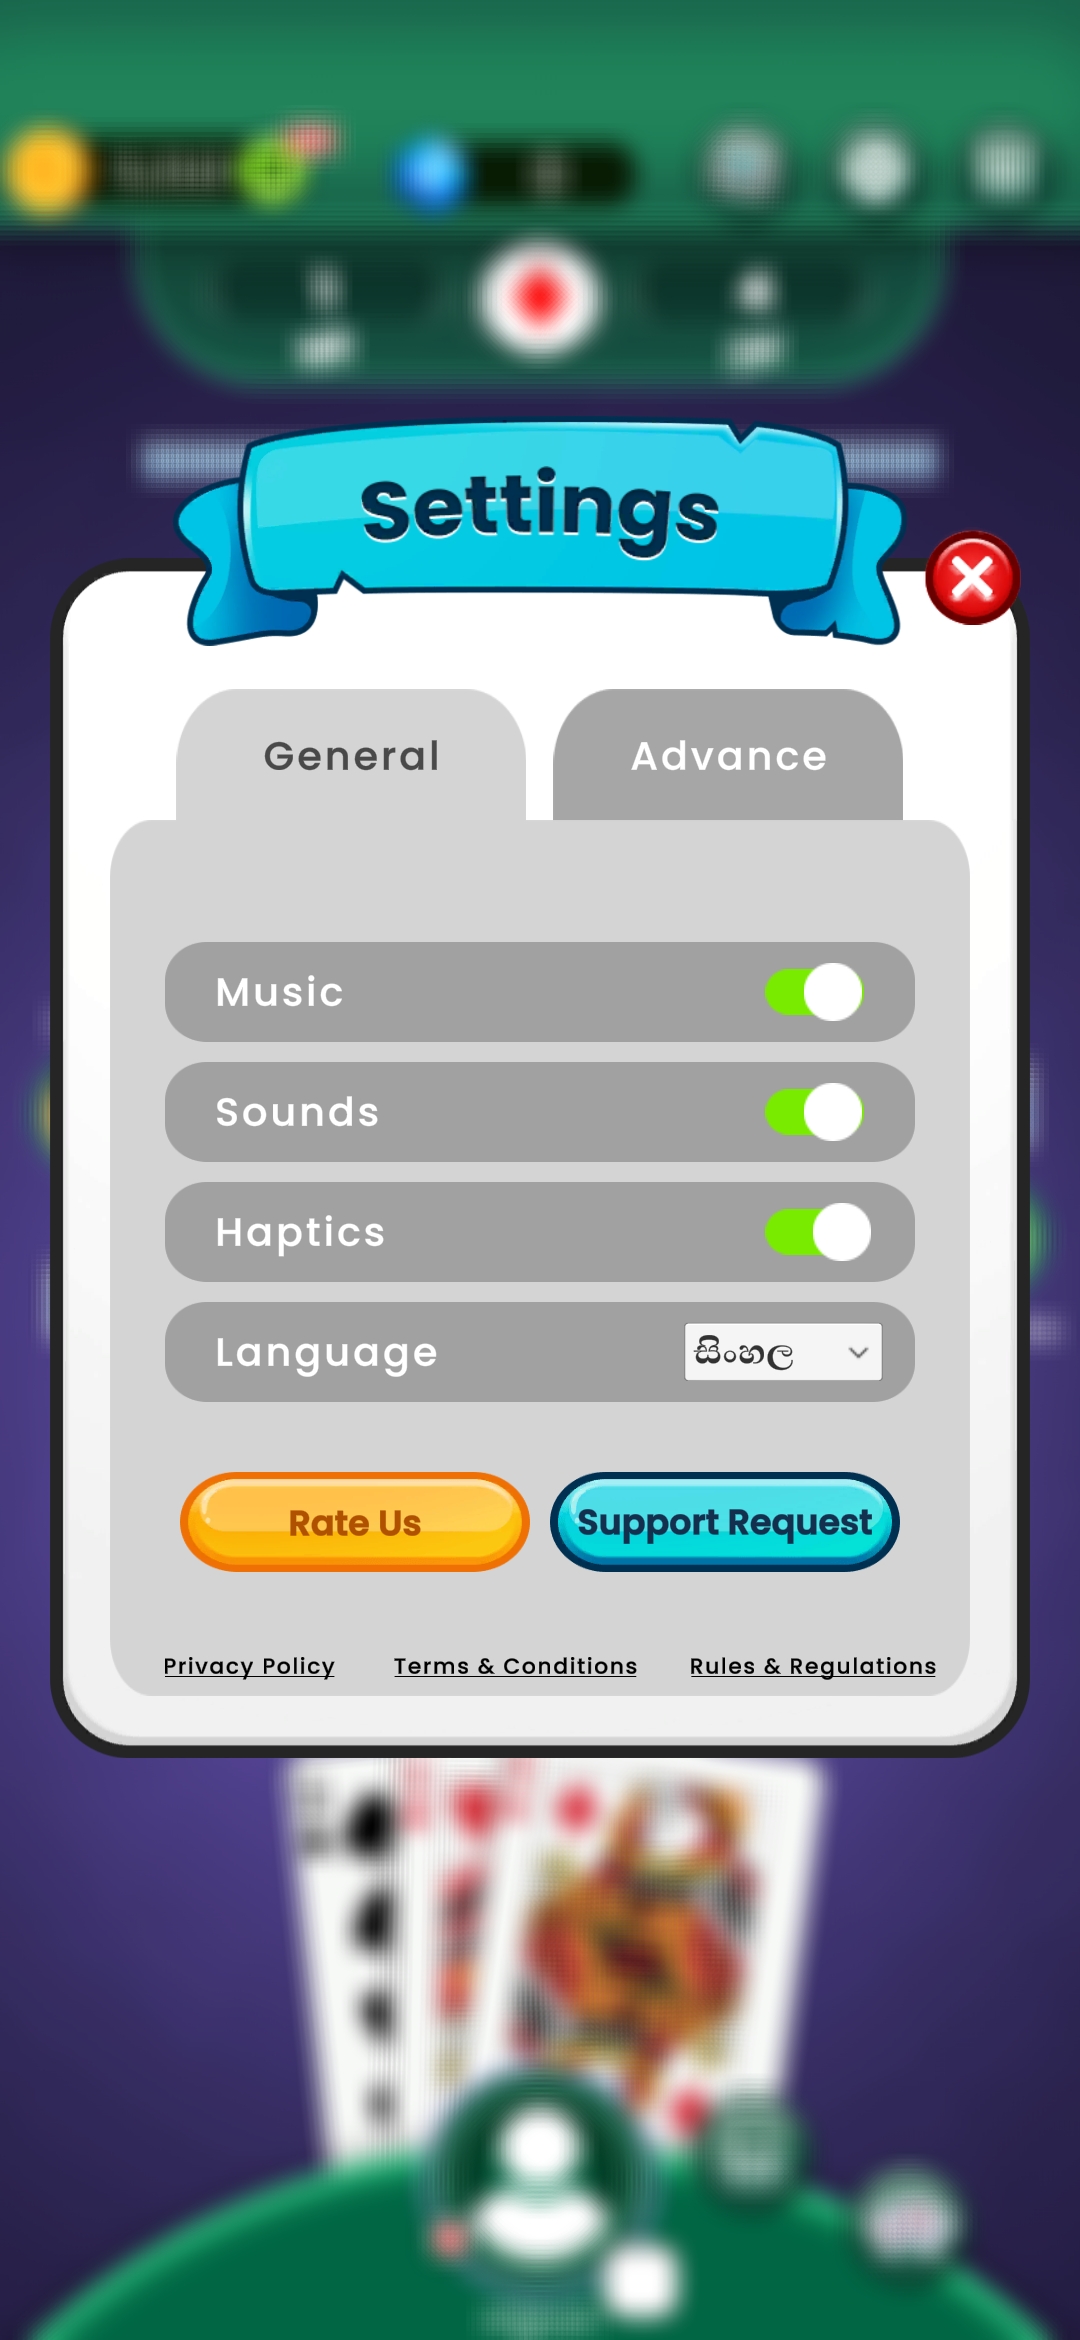 Settings
General
Advance
Music
Sounds
Haptics
Language
සිංහල
Rate Us
Support Request
Privacy Policy
Terms & Conditions
Rules & Regulations